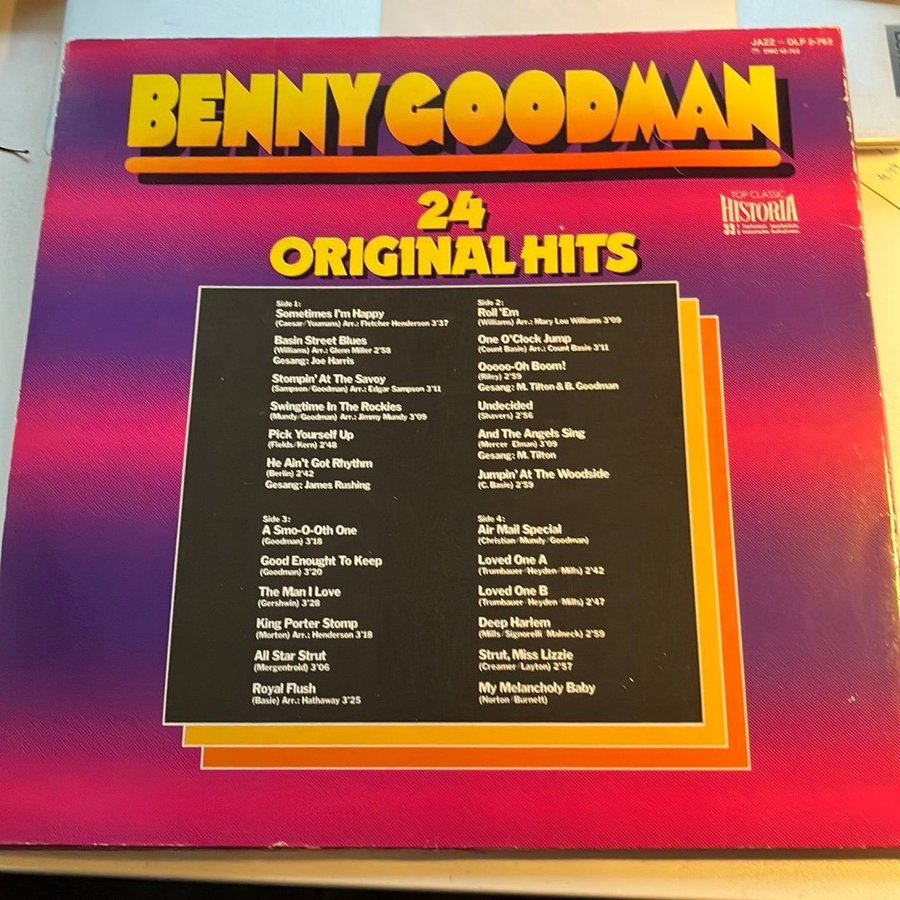 JAZZ – DLP 2-762
BENNY GOODMAN
TOP CLASSIC
HISTORIA
33
24
ORIGINAL HITS
Side 1:
Sometimes I'm Happy
(Caesar/Youmans) Arr.: Fletcher Henderson 3'37
Basin Street Blues
(Williams) Arr.: Glenn Miller 2'58
Gesang: Joe Harris
Stompin' At The Savoy
(Sampson/Goodman) Arr.: Edgar Sampson 3'11
Swingtime In The Rockies
(Mundy/Goodman) Arr.: Jimmy Mundy 3'09
Pick Yourself Up
(Fields/Kern) 2'48
He Ain't Got Rhythm
(Berlin) 2'42
Gesang: James Rushing
Side 2:
Roll 'Em
(Williams) Arr.: Mary Lou Williams 3'09
One O'Clock Jump
(Count Basie) Arr.: Count Basie 3'11
Ooooo-Oh Boom!
(Riley) 2'59
Gesang: M. Tilton & B. Goodman
Undecided
(Shavers) 2'56
And The Angels Sing
(Mercer/Elman) 3'09
Gesang: M. Tilton
Jumpin' At The Woodside
(C. Basie) 2'59
Side 3:
A Smo-O-Oth One
(Goodman) 3'18
Good Enought To Keep
(Goodman) 3'20
The Man I Love
(Gershwin) 3'28
King Porter Stomp
(Morton) Arr.: Henderson 3'18
All Star Strut
(Mergentroid) 3'06
Royal Flush
(Basie) Arr.: Hathaway 3'25
Side 4:
Air Mail Special
(Christian/Mundy/Goodman)
Loved One A
(Trumbauer/Heyden/Mills) 2'42
Loved One B
(Trumbauer/Heyden/Mills) 2'47
Deep Harlem
(Mills/Signorelli/Malneck) 2'59
Strut, Miss Lizzie
(Creamer/Layton) 2'57
My Melancholy Baby
(Norton/Burnett)